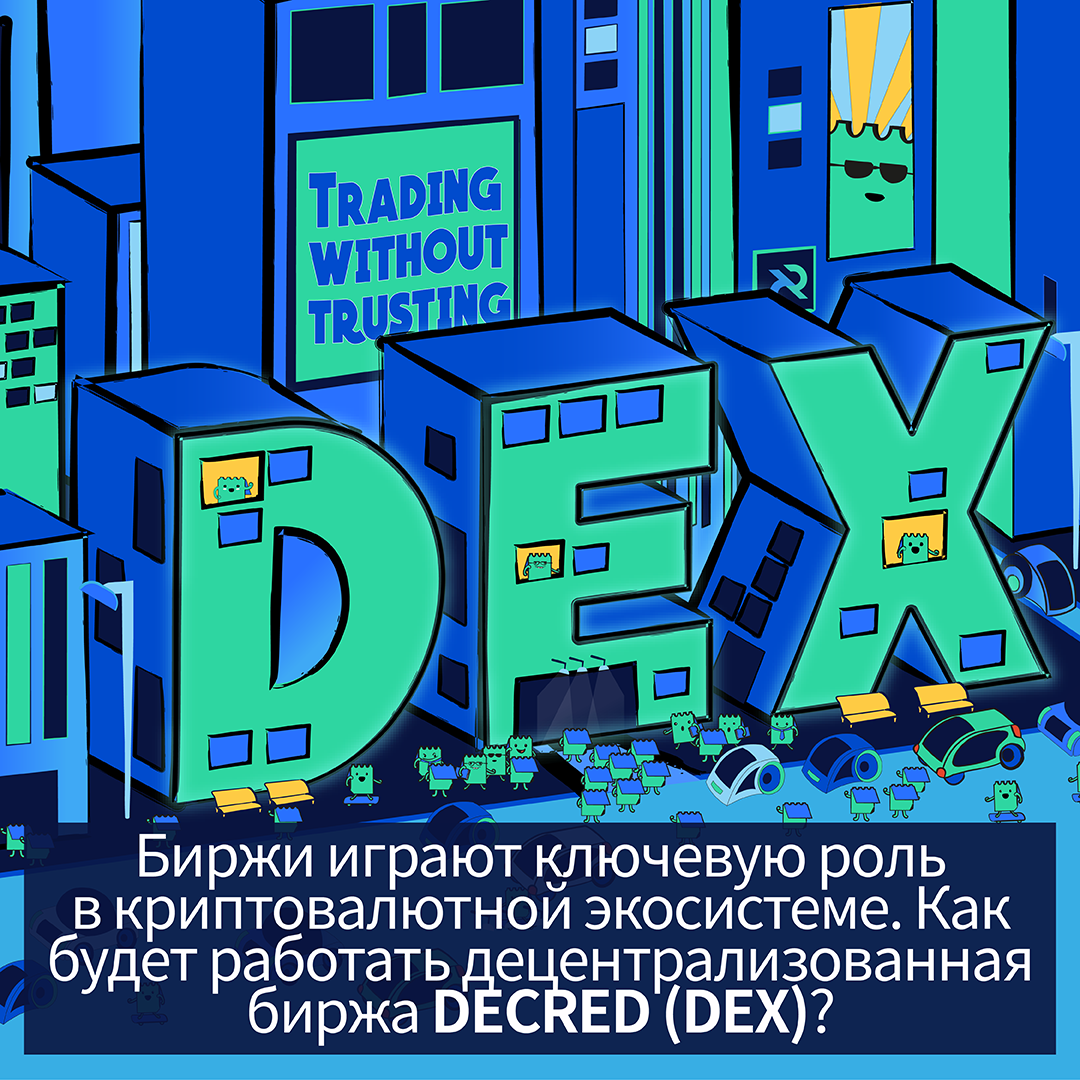 TRADING
WITHOUT
TRUSTING
DEX
Биржи играют ключевую роль
в криптовалютной экосистеме. Как
будет работать децентрализованная
биржа DECRED (DEX)?